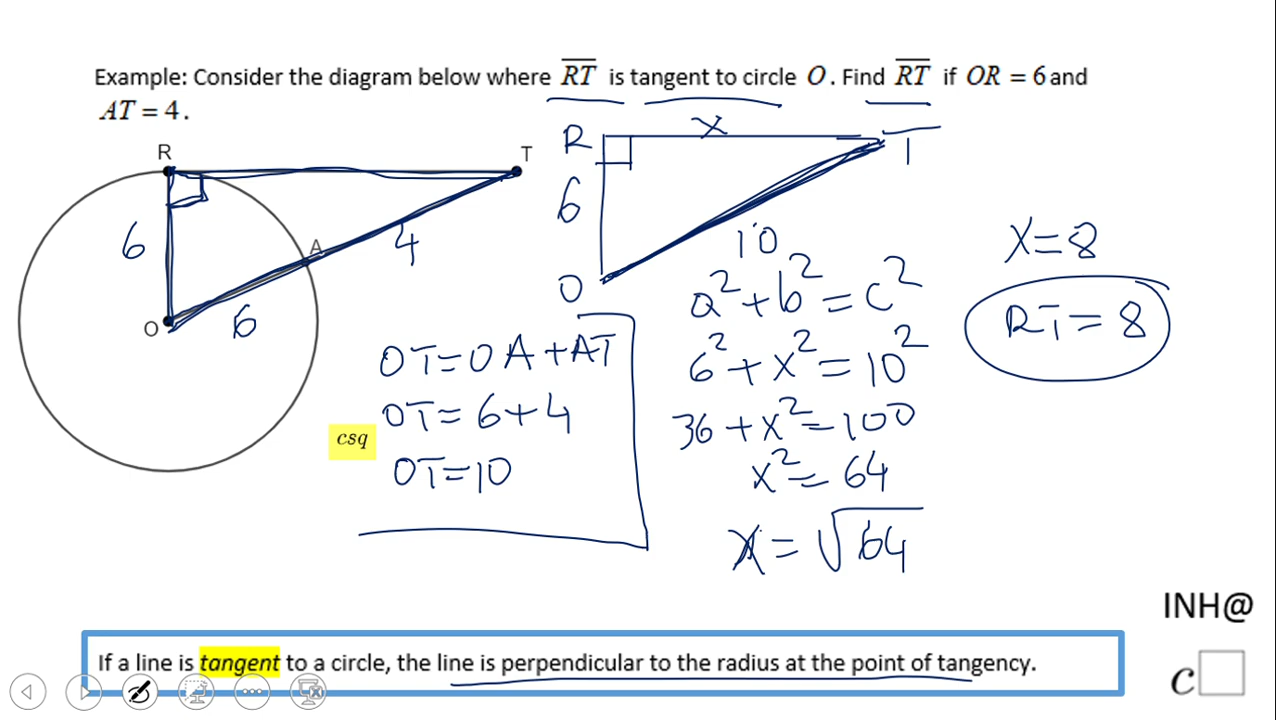 Example: Consider the diagram below where RT is tangent to circle O. Find RT if OR = 6 and
AT = 4.
R
T
6
A
4
O
6
R
x
T
6
10
O
OT=OA+AT
OT=6+4
OT=10
csq
a²+b²=c²
6²+x²=10²
36+x²=100
x²=64
x=√64
x=8
RT=8
INH@
c
If a line is tangent to a circle, the line is perpendicular to the radius at the point of tangency.